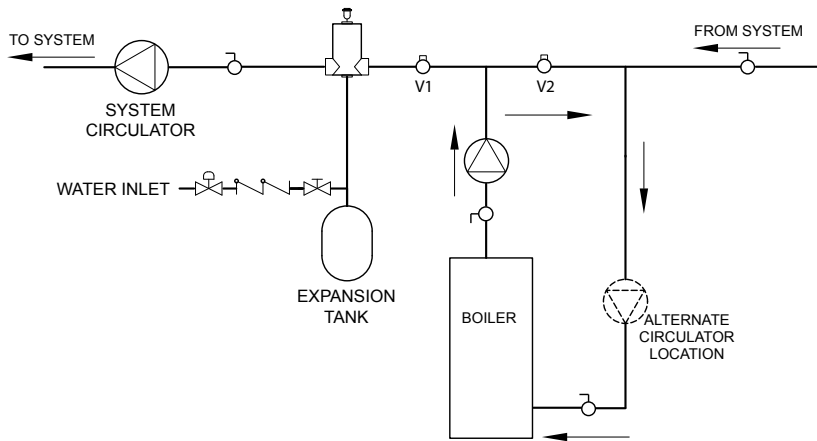 TO SYSTEM
FROM SYSTEM
V1
V2
SYSTEM
CIRCULATOR
WATER INLET
EXPANSION
TANK
BOILER
ALTERNATE
CIRCULATOR
LOCATION